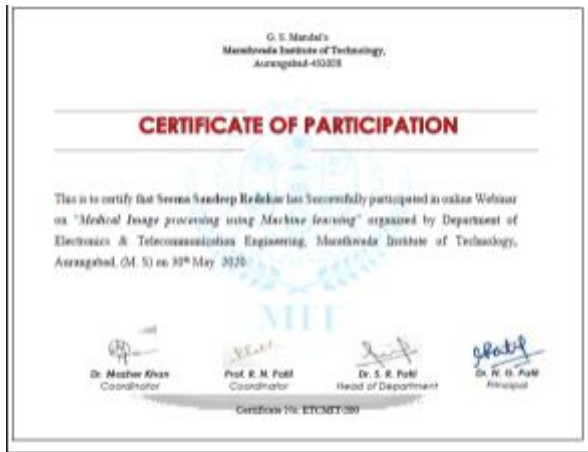 G. S. Mandal's
Marathwada Institute of Technology,
Aurangabad-431028
CERTIFICATE OF PARTICIPATION
This is to certify that Seema Sandeep Redekar has Successfully participated in online Webinar
on "Medical Image processing using Machine learning" organized by Department of
Electronics & Telecommunication Engineering, Marathwada Institute of Technology,
Aurangabad, (M. S) on 30th May 2020.
MIT
Dr. Mazher Khan
Coordinator
Prof. R. M. Patil
Coordinator
Dr. S. R. Patil
Head of Department
Dr. N. G. Patil
Principal
Certificate No. ETCMIT-280